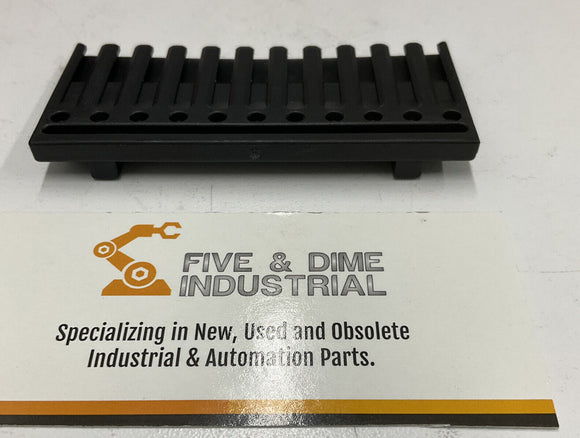 FIVE & DIME
INDUSTRIAL
Specializing in New, Used and Obsolete
Industrial & Automation Parts.